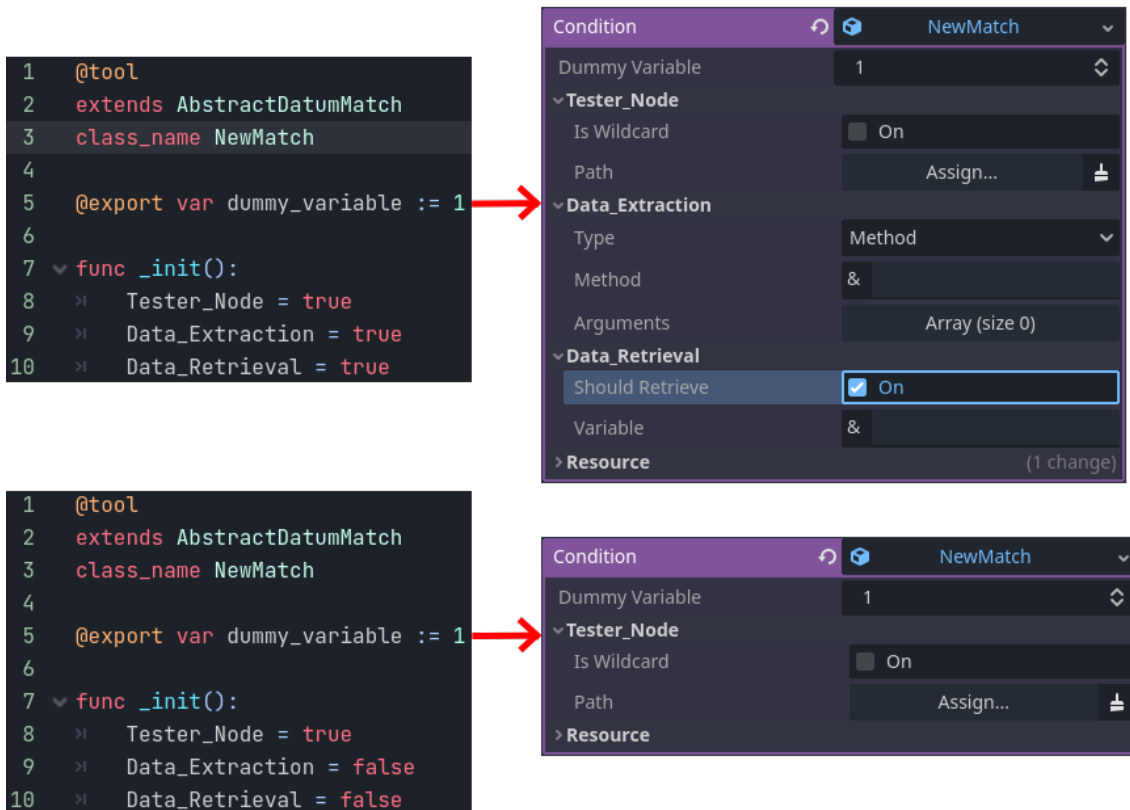 1 @tool
2 extends AbstractDatumMatch
3 class_name NewMatch
4
5 @export var dummy_variable := 1
6
7 func _init():
8 Tester_Node = true
9 Data_Extraction = true
10 Data_Retrieval = true
Condition NewMatch
Dummy Variable 1
Tester_Node
Is Wildcard On
Path Assign...
Data_Extraction
Type Method
Method &
Arguments Array (size 0)
Data_Retrieval
Should Retrieve On
Variable &
Resource (1 change)
1 @tool
2 extends AbstractDatumMatch
3 class_name NewMatch
4
5 @export var dummy_variable := 1
6
7 func _init():
8 Tester_Node = true
9 Data_Extraction = false
10 Data_Retrieval = false
Condition NewMatch
Dummy Variable 1
Tester_Node
Is Wildcard On
Path Assign...
Resource